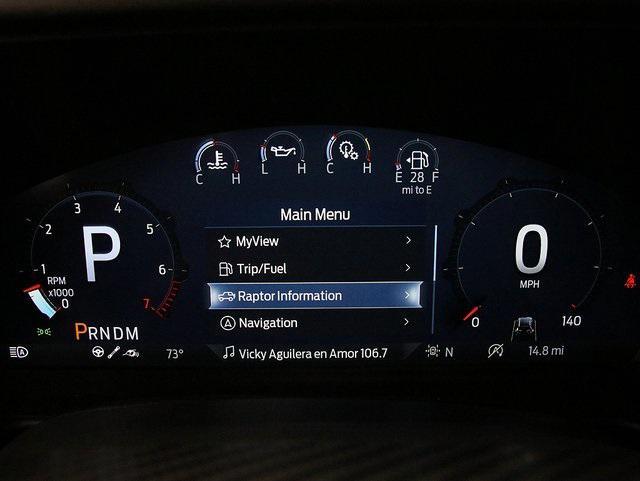 C H
L H
C H
E 28 F
mi to E
Main Menu
MyView
Trip/Fuel
Raptor Information
Navigation
Vicky Aguilera en Amor 106.7
P
1 2 3 4 5 6 7
RPM
x1000
0
PRNDM
73°
0
MPH
0 140
A
N
A
14.8 mi